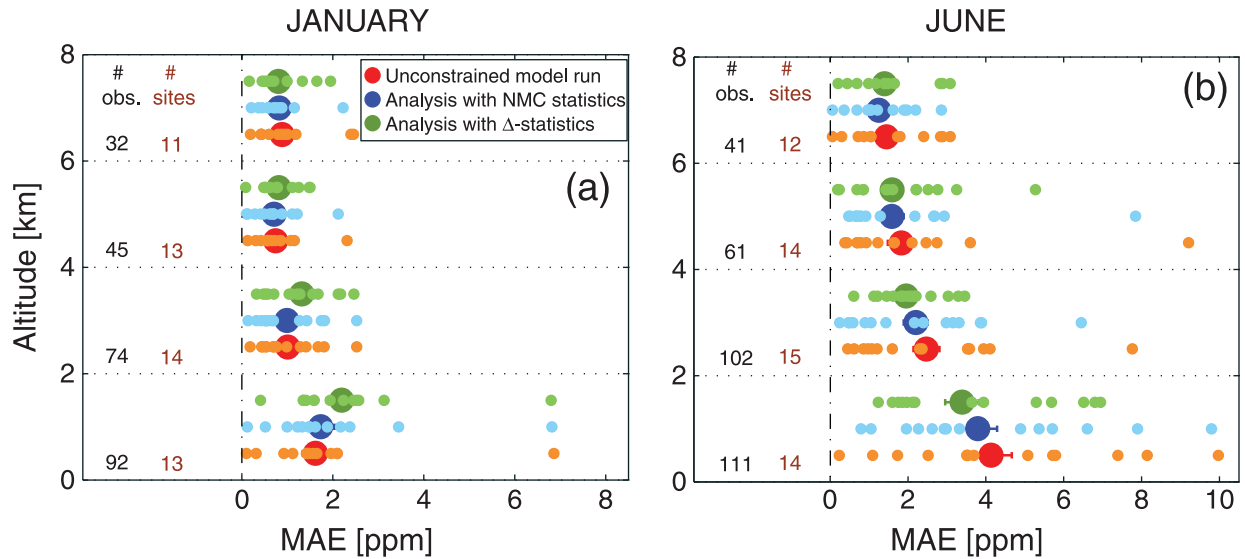 JANUARY
8
# #
obs. sites
Unconstrained model run
Analysis with NMC statistics
Analysis with Δ-statistics
32 11
6
(a)
45 13
4
74 14
2
92 13
0
0 2 4 6 8
MAE [ppm]
Altitude [km]
JUNE
8
# #
obs. sites
(b)
41 12
6
61 14
4
102 15
2
111 14
0
0 2 4 6 8 10
MAE [ppm]